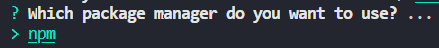 ? Which package manager do you want to use? ...
> npm